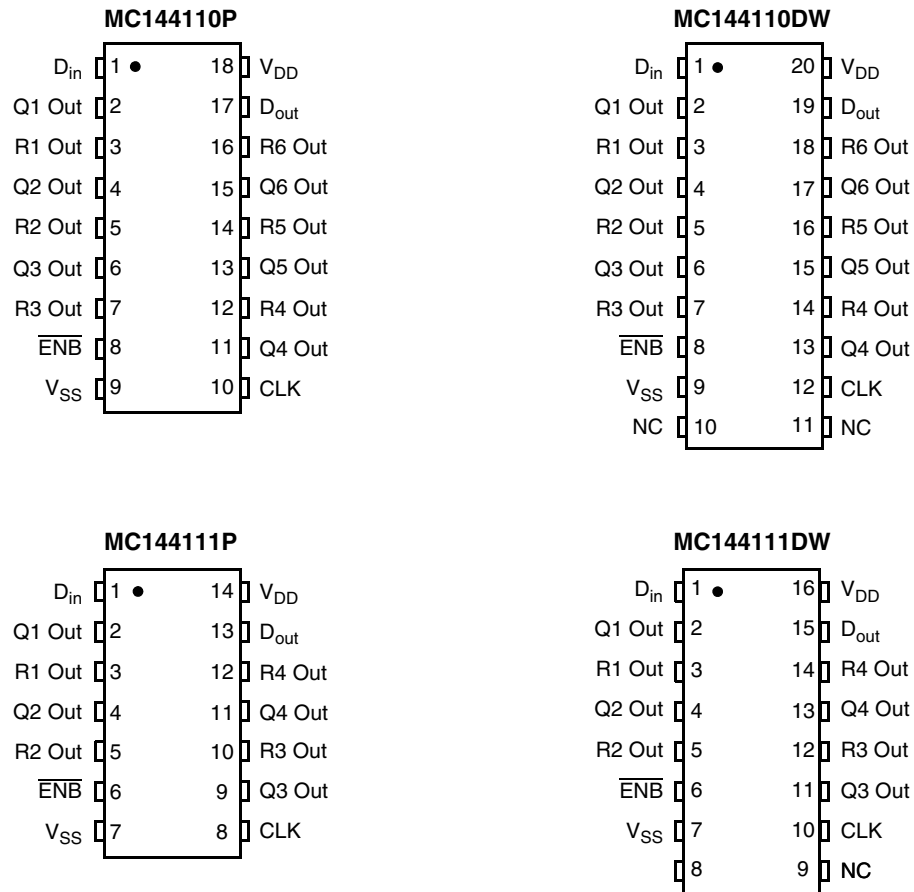 MC144110P
Din 1 18 VDD
Q1 Out 2 17 Dout
R1 Out 3 16 R6 Out
Q2 Out 4 15 Q6 Out
R2 Out 5 14 R5 Out
Q3 Out 6 13 Q5 Out
R3 Out 7 12 R4 Out
ENB 8 11 Q4 Out
VSS 9 10 CLK
MC144110DW
Din 1 20 VDD
Q1 Out 2 19 Dout
R1 Out 3 18 R6 Out
Q2 Out 4 17 Q6 Out
R2 Out 5 16 R5 Out
Q3 Out 6 15 Q5 Out
R3 Out 7 14 R4 Out
ENB 8 13 Q4 Out
VSS 9 12 CLK
NC 10 11 NC
MC144111P
Din 1 14 VDD
Q1 Out 2 13 Dout
R1 Out 3 12 R4 Out
Q2 Out 4 11 Q4 Out
R2 Out 5 10 R3 Out
ENB 6 9 Q3 Out
VSS 7 8 CLK
MC144111DW
Din 1 16 VDD
Q1 Out 2 15 Dout
R1 Out 3 14 R4 Out
Q2 Out 4 13 Q4 Out
R2 Out 5 12 R3 Out
ENB 6 11 Q3 Out
VSS 7 10 CLK
8 9 NC